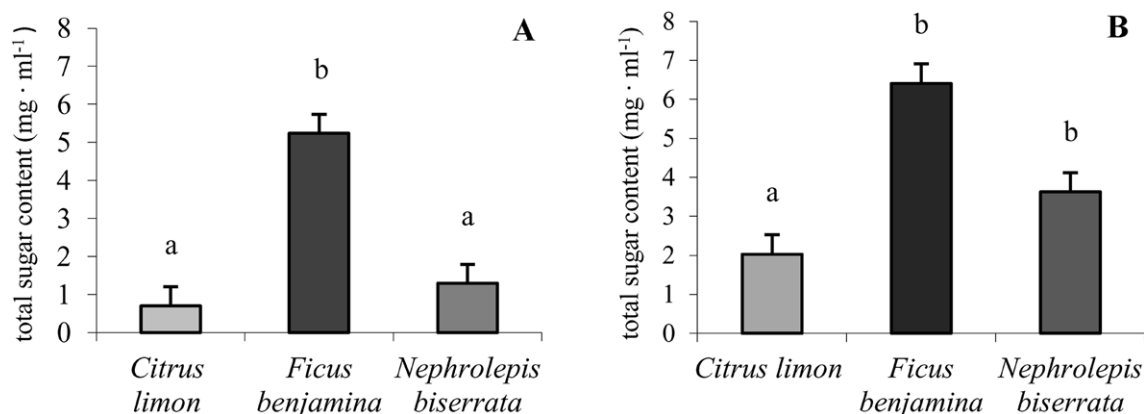 total sugar content (mg · ml⁻¹)
8
7
6
5
4
3
2
1
0
A
a
b
a
Citrus
limon
Ficus
benjamina
Nephrolepis
biserrata
total sugar content (mg · ml⁻¹)
8
7
6
5
4
3
2
1
0
B
a
b
b
Citrus limon
Ficus
benjamina
Nephrolepis
biserrata